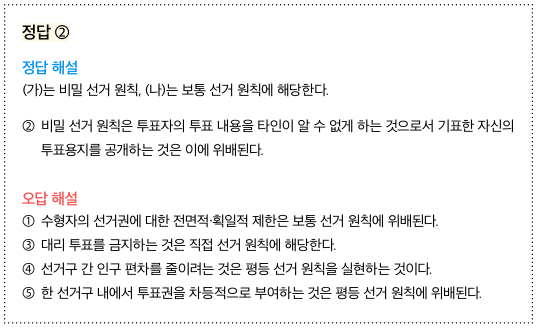 정답 ②
정답 해설
(가)는 비밀 선거 원칙, (나)는 보통 선거 원칙에 해당한다.
② 비밀 선거 원칙은 투표자의 투표 내용을 타인이 알 수 없게 하는 것으로서 기표한 자신의
투표용지를 공개하는 것은 이에 위배된다.
오답 해설
① 수형자의 선거권에 대한 전면적·획일적 제한은 보통 선거 원칙에 위배된다.
③ 대리 투표를 금지하는 것은 직접 선거 원칙에 해당한다.
④ 선거구 간 인구 편차를 줄이려는 것은 평등 선거 원칙을 실현하는 것이다.
⑤ 한 선거구 내에서 투표권을 차등적으로 부여하는 것은 평등 선거 원칙에 위배된다.